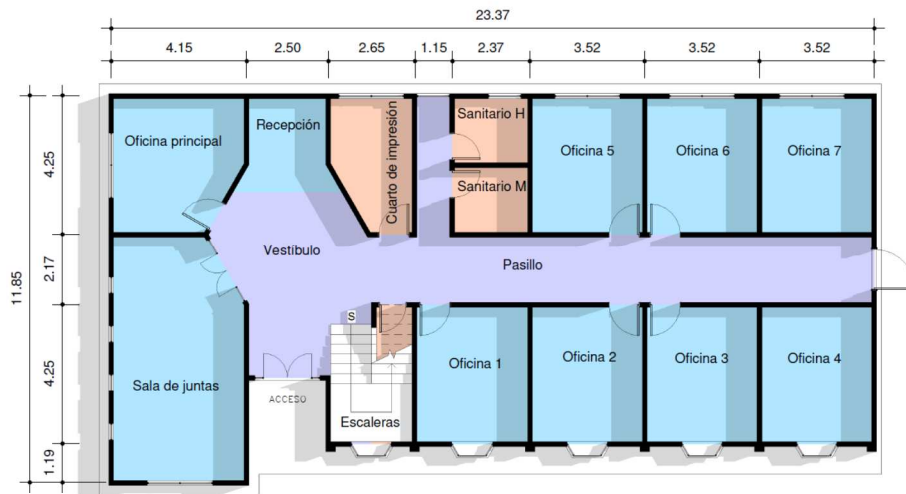 23.37
4.15
2.50
2.65
1.15
2.37
3.52
3.52
3.52
11.85
4.25
2.17
4.25
1.19
Oficina principal
Recepción
Cuarto de impresión
Sanitario H
Sanitario M
Oficina 5
Oficina 6
Oficina 7
Vestíbulo
Pasillo
S
Sala de juntas
ACCESO
Escaleras
Oficina 1
Oficina 2
Oficina 3
Oficina 4